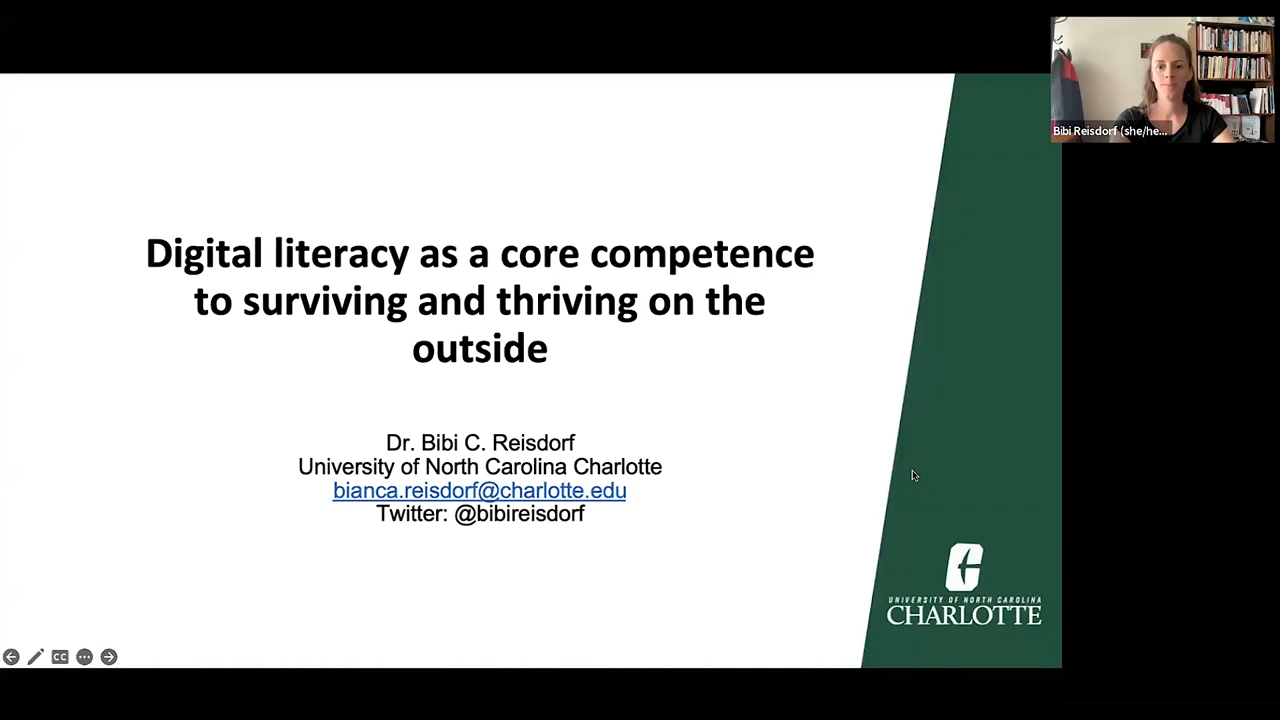 Bibi Reisdorf (she/he...
Digital literacy as a core competence
to surviving and thriving on the
outside
Dr. Bibi C. Reisdorf
University of North Carolina Charlotte
bianca.reisdorf@charlotte.edu
Twitter: @bibireisdorf
UNIVERSITY OF NORTH CAROLINA
CHARLOTTE
CC